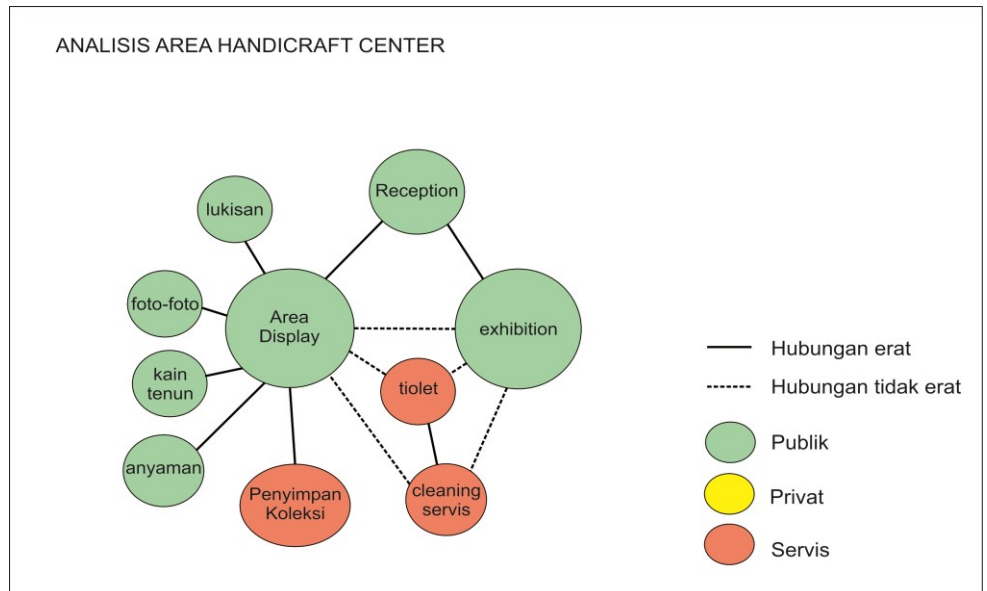 ANALISIS AREA HANDICRAFT CENTER
Reception
lukisan
foto-foto
Area
Display
exhibition
kain
tenun
tiolet
anyaman
Penyimpan
Koleksi
cleaning
servis
Hubungan erat
Hubungan tidak erat
Publik
Privat
Servis